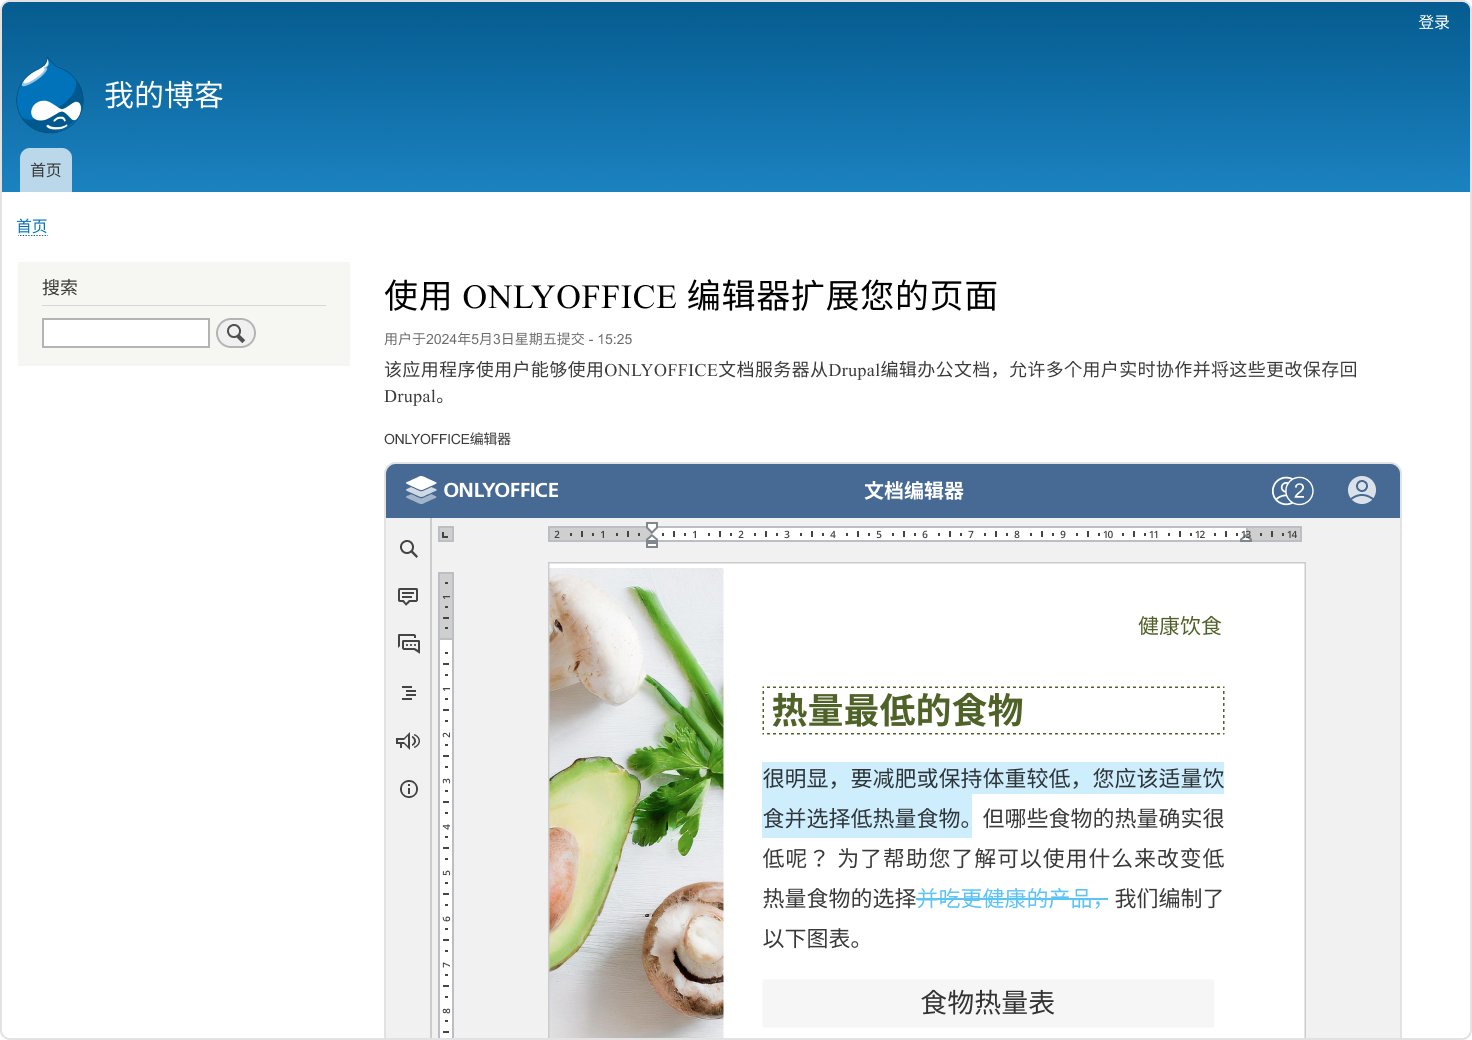 登录
我的博客
首页
首页
搜索
使用 ONLYOFFICE 编辑器扩展您的页面
用户于2024年5月3日星期五提交 - 15:25
该应用程序使用户能够使用ONLYOFFICE文档服务器从Drupal编辑办公文档，允许多个用户实时协作并将这些更改保存回
Drupal。
ONLYOFFICE编辑器
ONLYOFFICE 文档编辑器 2
2 1 1 2 3 4 5 6 7 8 9 10 11 12 13 14
1
1
2
3
4
5
6
7
8
健康饮食
热量最低的食物
很明显，要减肥或保持体重较低，您应该适量饮
食并选择低热量食物。但哪些食物的热量确实很
低呢？ 为了帮助您了解可以使用什么来改变低
热量食物的选择并吃更健康的产品，我们编制了
以下图表。
食物热量表